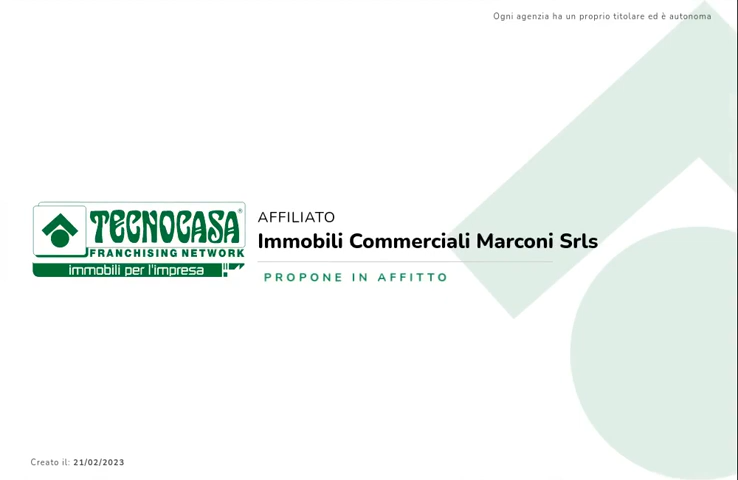 Ogni agenzia ha un proprio titolare ed è autonoma
TECNOCASA®
FRANCHISING NETWORK
immobili per l'impresa
AFFILIATO
Immobili Commerciali Marconi Srls
PROPONE IN AFFITTO
Creato il: 21/02/2023